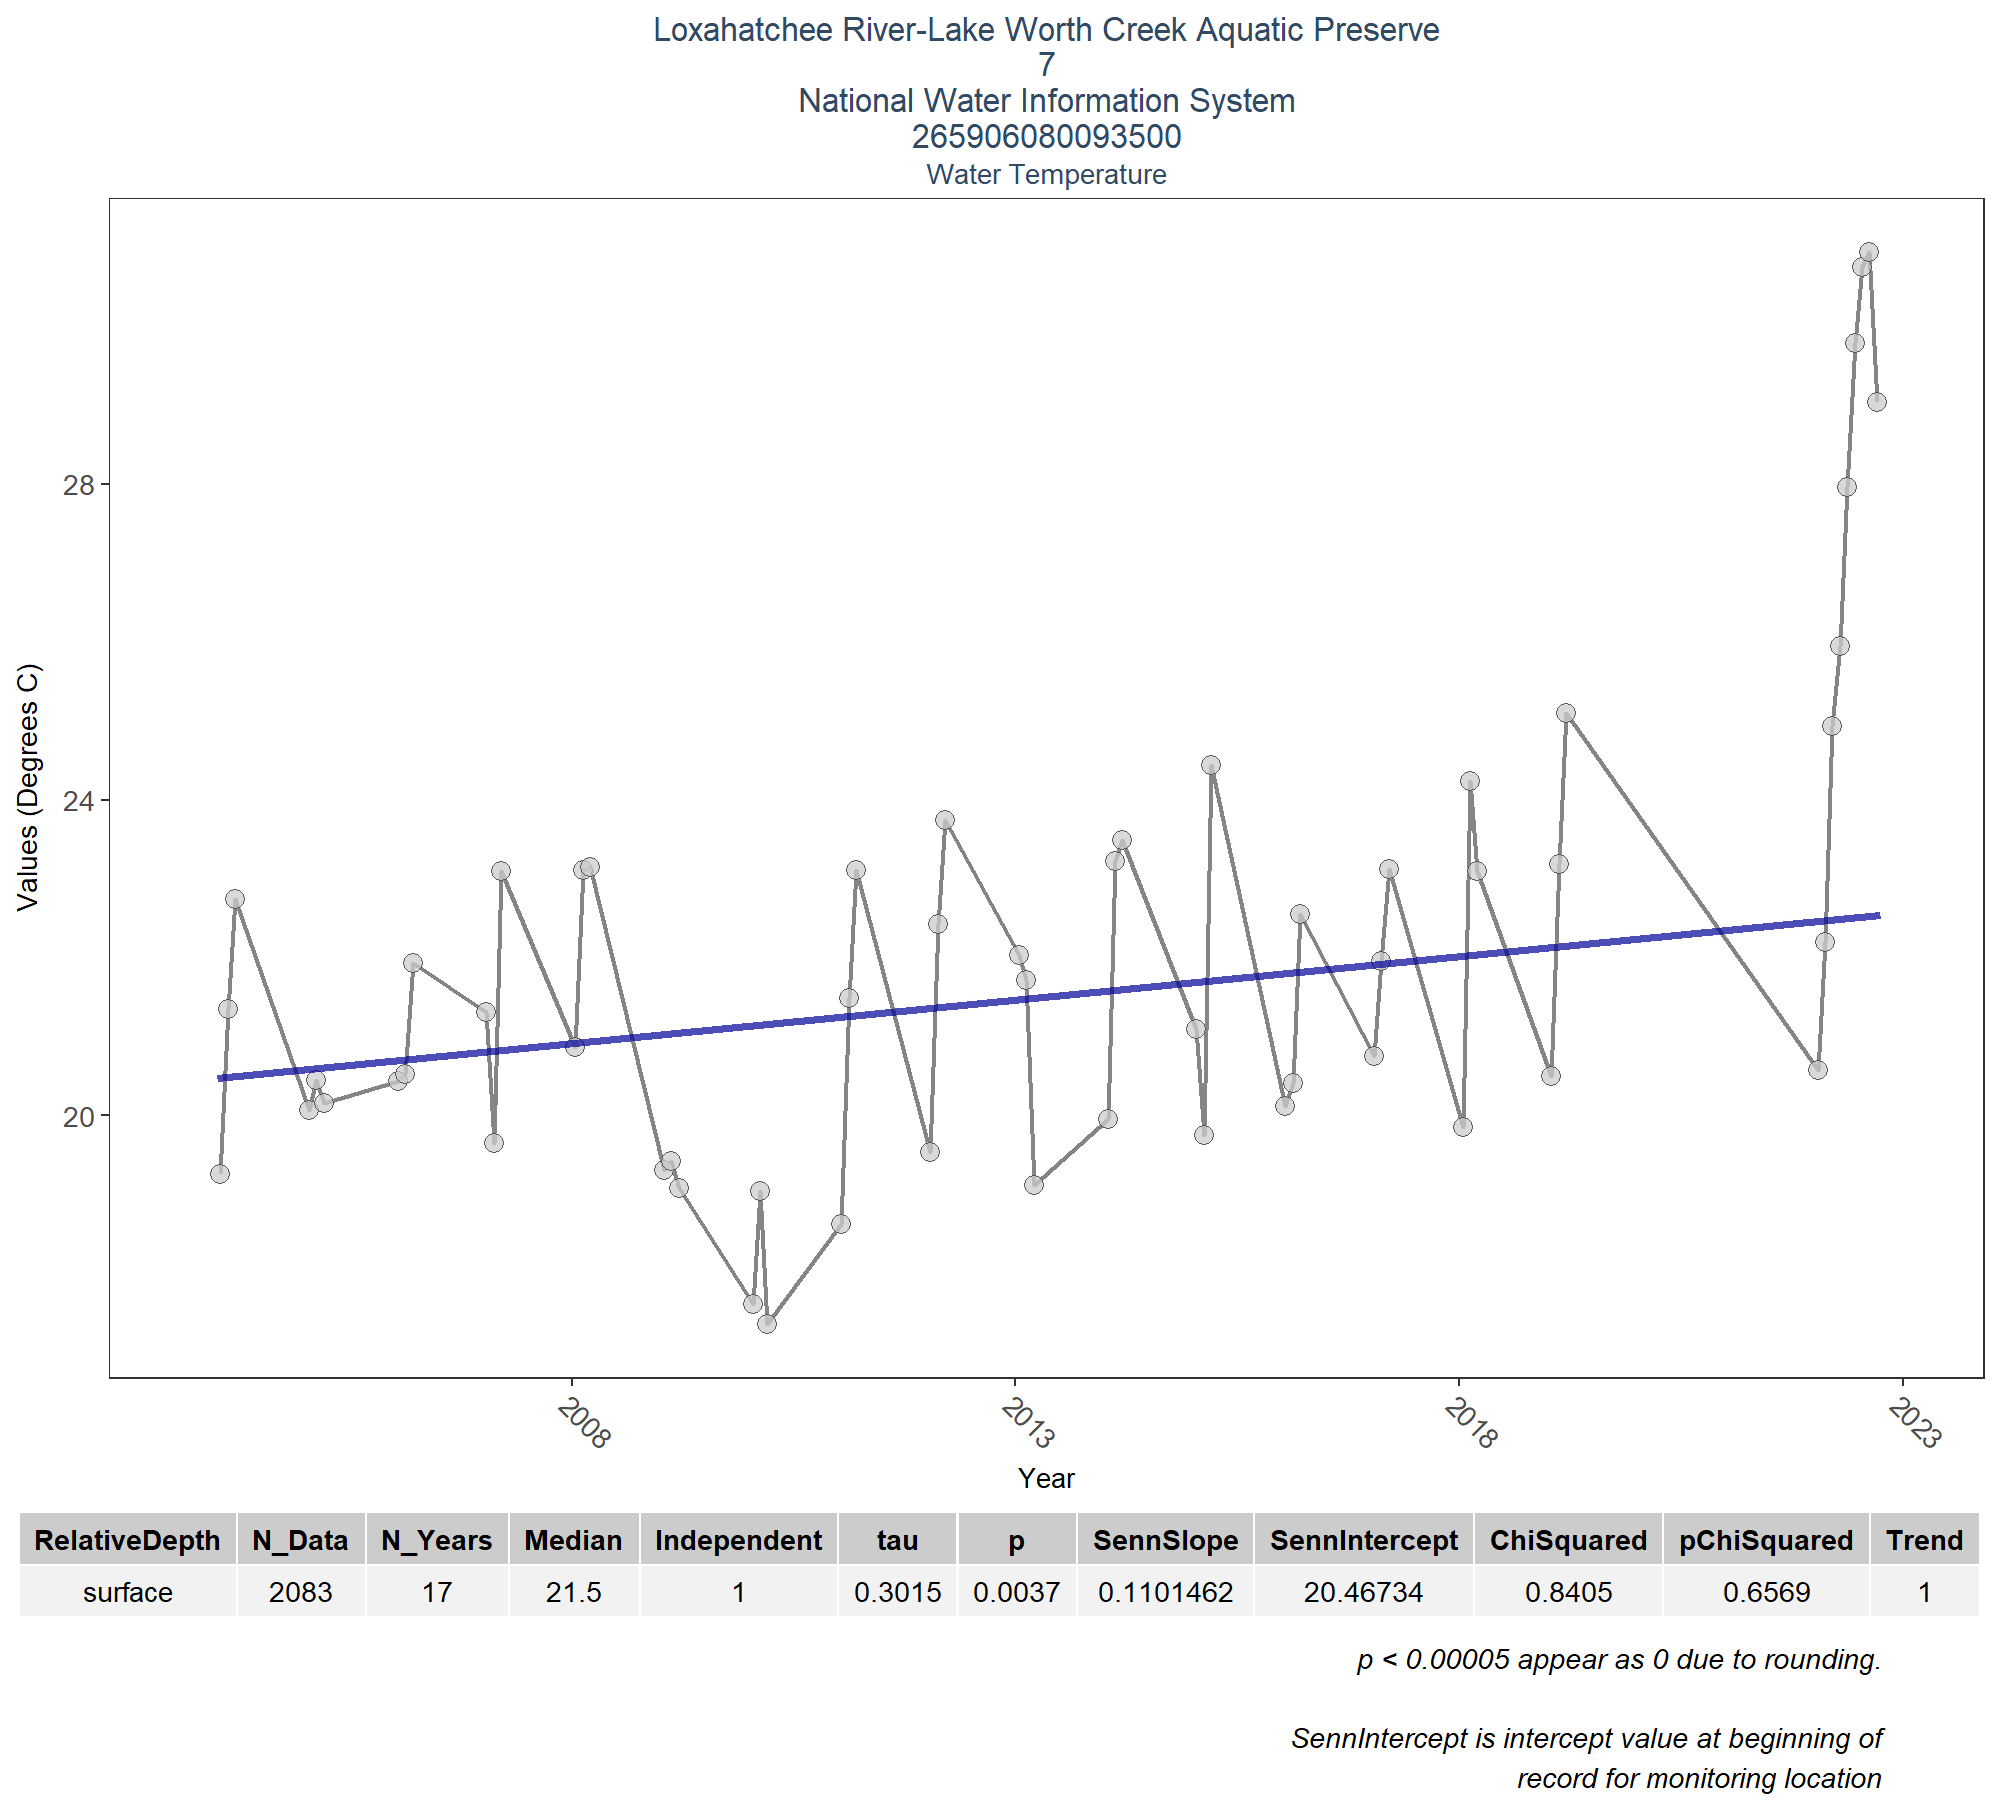 Loxahatchee River-Lake Worth Creek Aquatic Preserve
7
National Water Information System
265906080093500
Water Temperature
Values (Degrees C)
28
24
20
2008 2013 2018 2023
Year
RelativeDepth N_Data N_Years Median Independent tau p SennSlope SennIntercept ChiSquared pChiSquared Trend
surface 2083 17 21.5 1 0.3015 0.0037 0.1101462 20.46734 0.8405 0.6569 1
p < 0.00005 appear as 0 due to rounding.
SennIntercept is intercept value at beginning of
record for monitoring location